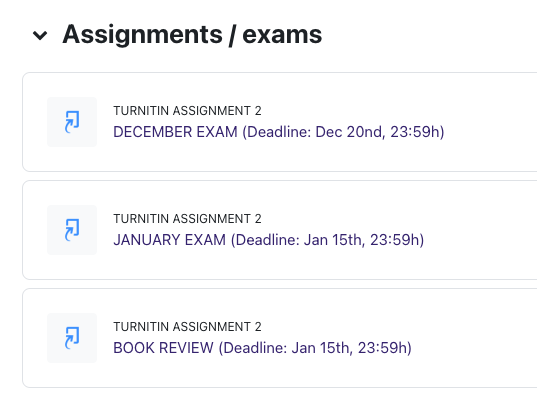 Assignments / exams
TURNITIN ASSIGNMENT 2
DECEMBER EXAM (Deadline: Dec 20nd, 23:59h)
TURNITIN ASSIGNMENT 2
JANUARY EXAM (Deadline: Jan 15th, 23:59h)
TURNITIN ASSIGNMENT 2
BOOK REVIEW (Deadline: Jan 15th, 23:59h)